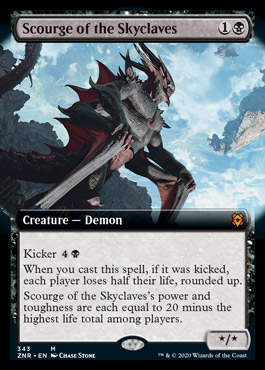 Scourge of the Skyclaves 1
Creature — Demon
Kicker 4
When you cast this spell, if it was kicked,
each player loses half their life, rounded up.
Scourge of the Skyclaves's power and
toughness are each equal to 20 minus the
highest life total among players.
343 M
ZNR • EN CHASE STONE
*/*
™ & © 2020 Wizards of the Coast